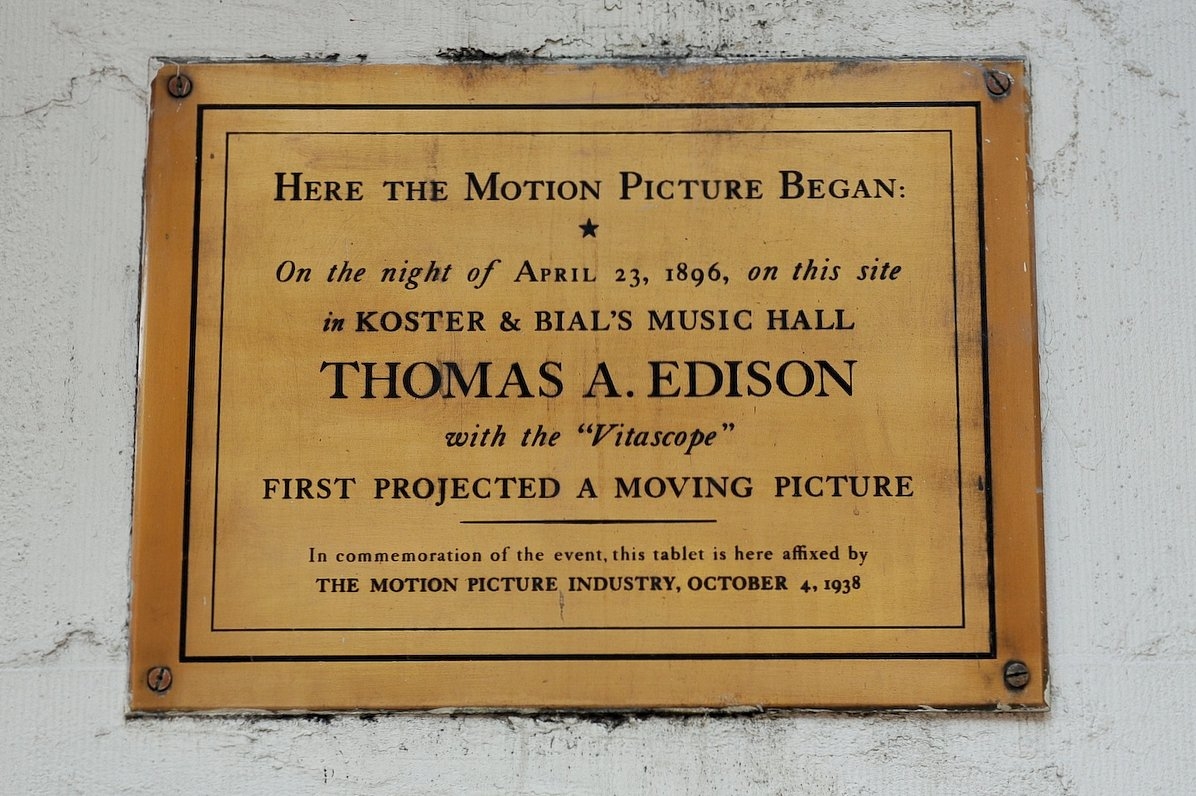 Here the Motion Picture Began:
★
On the night of April 23, 1896, on this site
in KOSTER & BIAL'S MUSIC HALL
THOMAS A. EDISON
with the “Vitascope”
FIRST PROJECTED A MOVING PICTURE
In commemoration of the event, this tablet is here affixed by
THE MOTION PICTURE INDUSTRY, OCTOBER 4, 1938